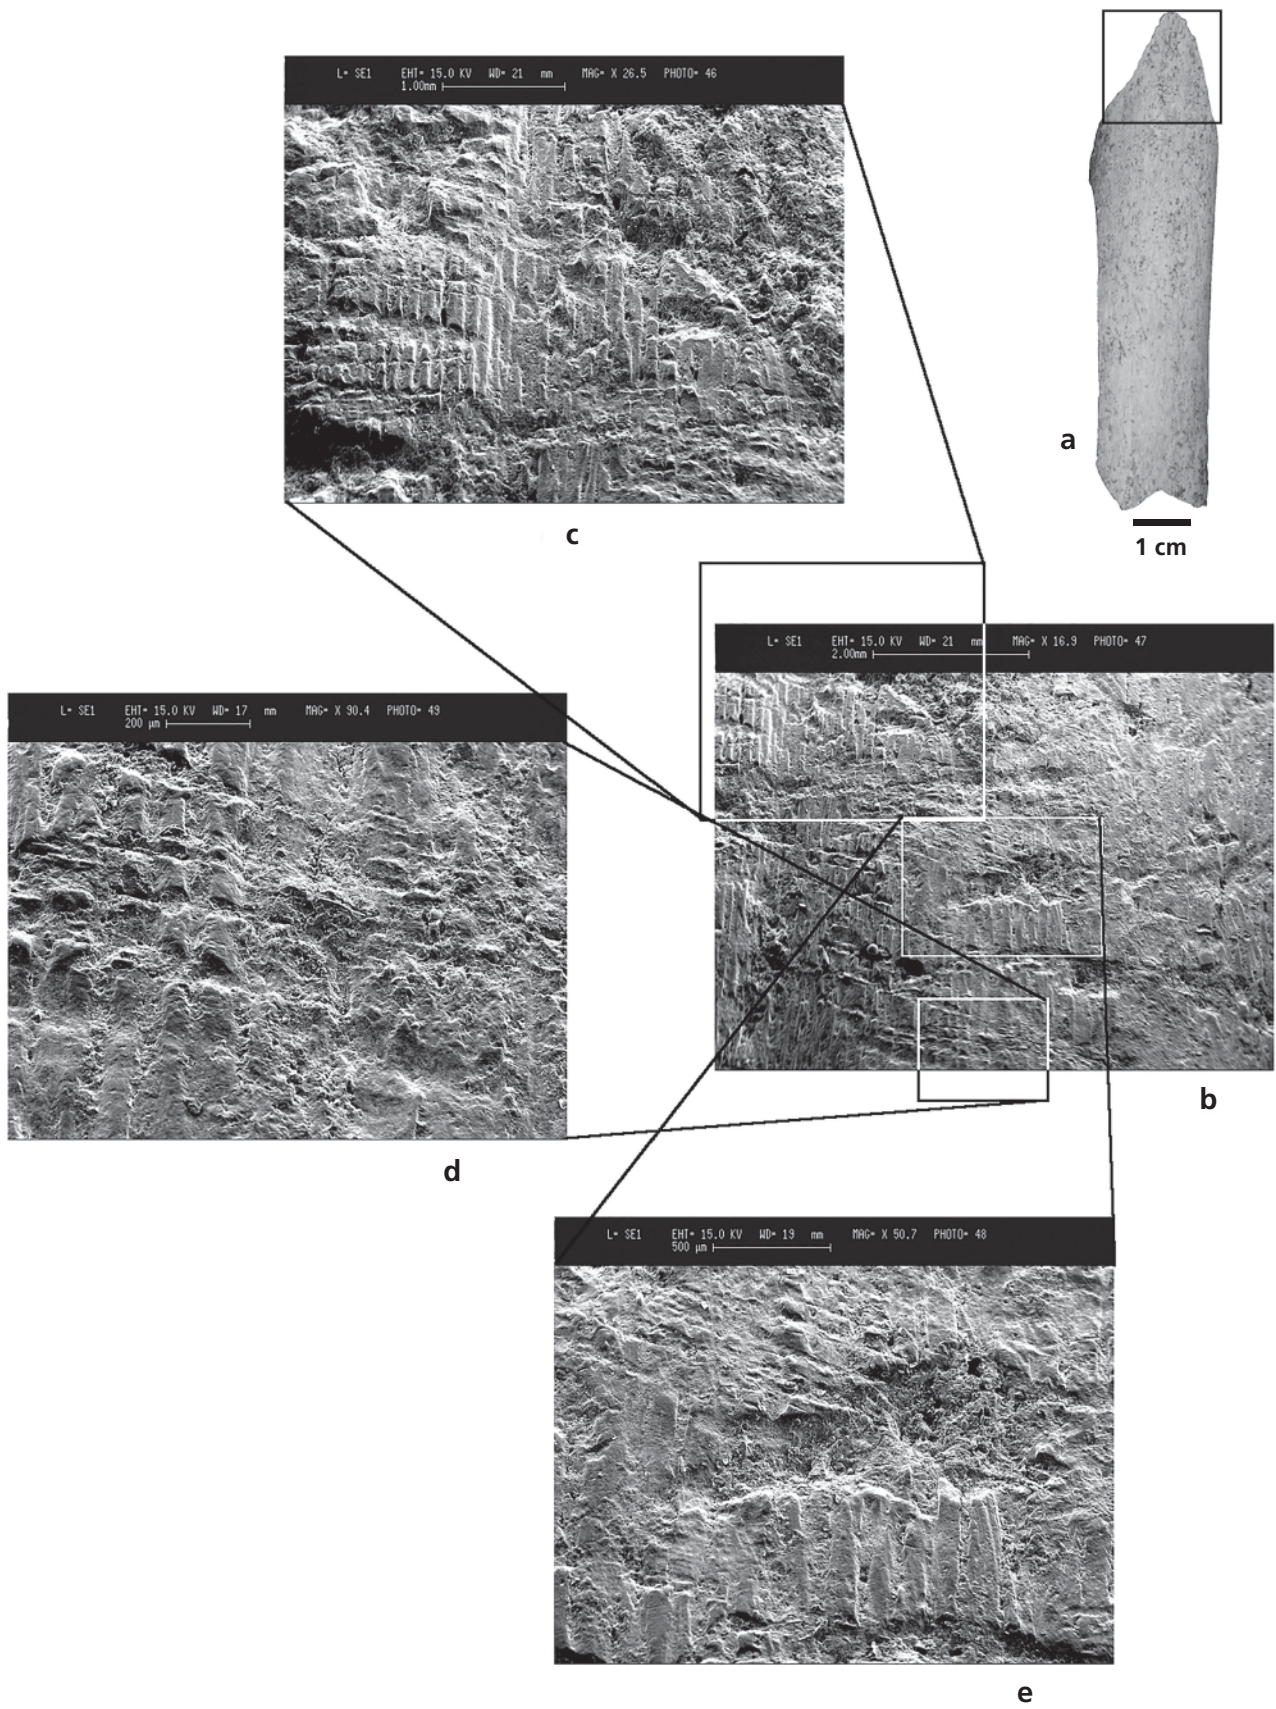 L= SE1 EHT= 15.0 KV WD= 21 mm MAG= X 26.5 PHOTO= 46
1.00mm
c
a
1 cm
L= SE1 EHT= 15.0 KV WD= 21 mm MAG= X 16.9 PHOTO= 47
2.00mm
b
L= SE1 EHT= 15.0 KV WD= 17 mm MAG= X 90.4 PHOTO= 49
200 µm
d
L= SE1 EHT= 15.0 KV WD= 19 mm MAG= X 50.7 PHOTO= 48
500 µm
e